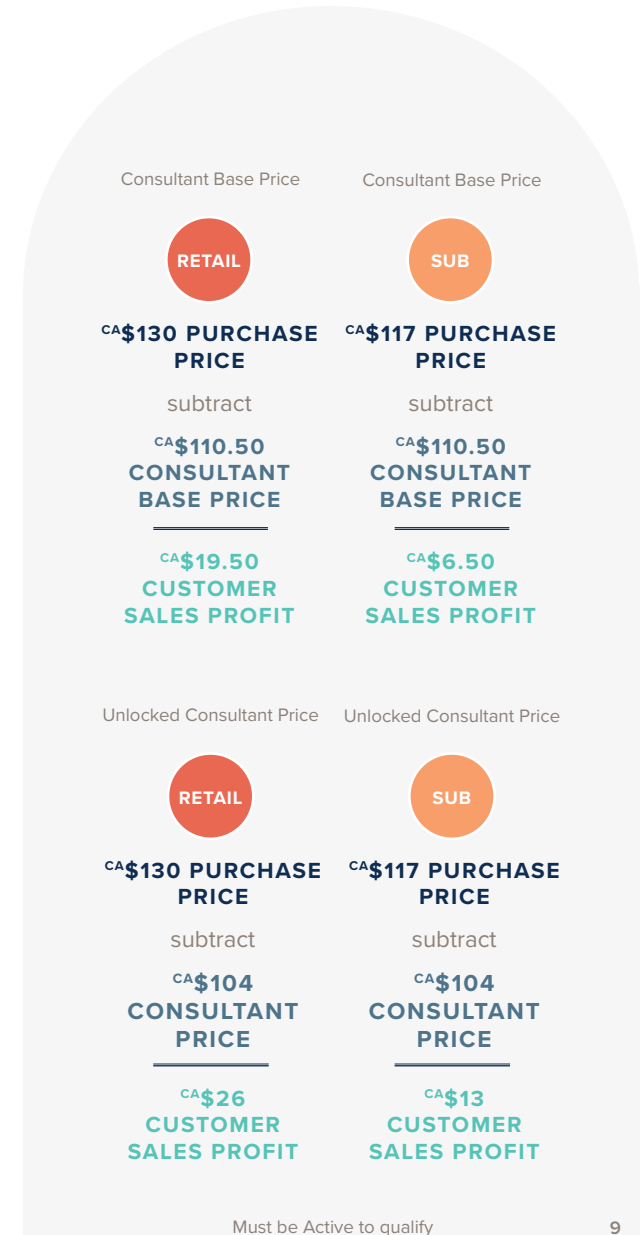 Consultant Base Price
RETAIL
CA$130 PURCHASE
PRICE
subtract
CA$110.50
CONSULTANT
BASE PRICE
CA$19.50
CUSTOMER
SALES PROFIT
Consultant Base Price
SUB
CA$117 PURCHASE
PRICE
subtract
CA$110.50
CONSULTANT
BASE PRICE
CA$6.50
CUSTOMER
SALES PROFIT
Unlocked Consultant Price
RETAIL
CA$130 PURCHASE
PRICE
subtract
CA$104
CONSULTANT
PRICE
CA$26
CUSTOMER
SALES PROFIT
Unlocked Consultant Price
SUB
CA$117 PURCHASE
PRICE
subtract
CA$104
CONSULTANT
PRICE
CA$13
CUSTOMER
SALES PROFIT
Must be Active to qualify
9